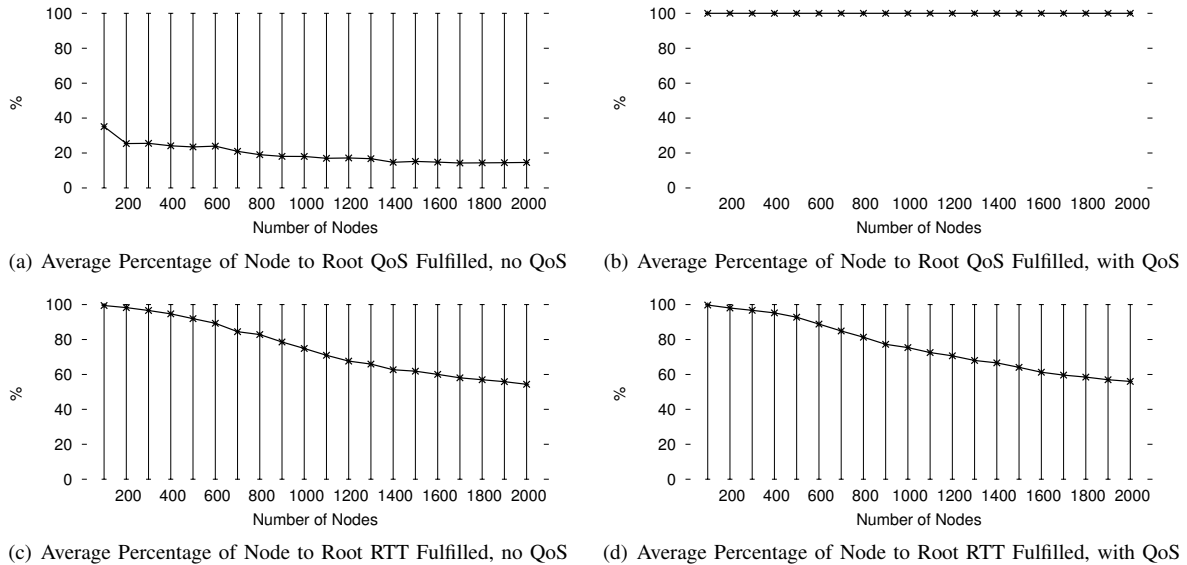 100
80
60
40
20
0
%
200 400 600 800 1000 1200 1400 1600 1800 2000
Number of Nodes
(a) Average Percentage of Node to Root QoS Fulfilled, no QoS
100
80
60
40
20
0
%
200 400 600 800 1000 1200 1400 1600 1800 2000
Number of Nodes
(b) Average Percentage of Node to Root QoS Fulfilled, with QoS
100
80
60
40
20
0
%
200 400 600 800 1000 1200 1400 1600 1800 2000
Number of Nodes
(c) Average Percentage of Node to Root RTT Fulfilled, no QoS
100
80
60
40
20
0
%
200 400 600 800 1000 1200 1400 1600 1800 2000
Number of Nodes
(d) Average Percentage of Node to Root RTT Fulfilled, with QoS